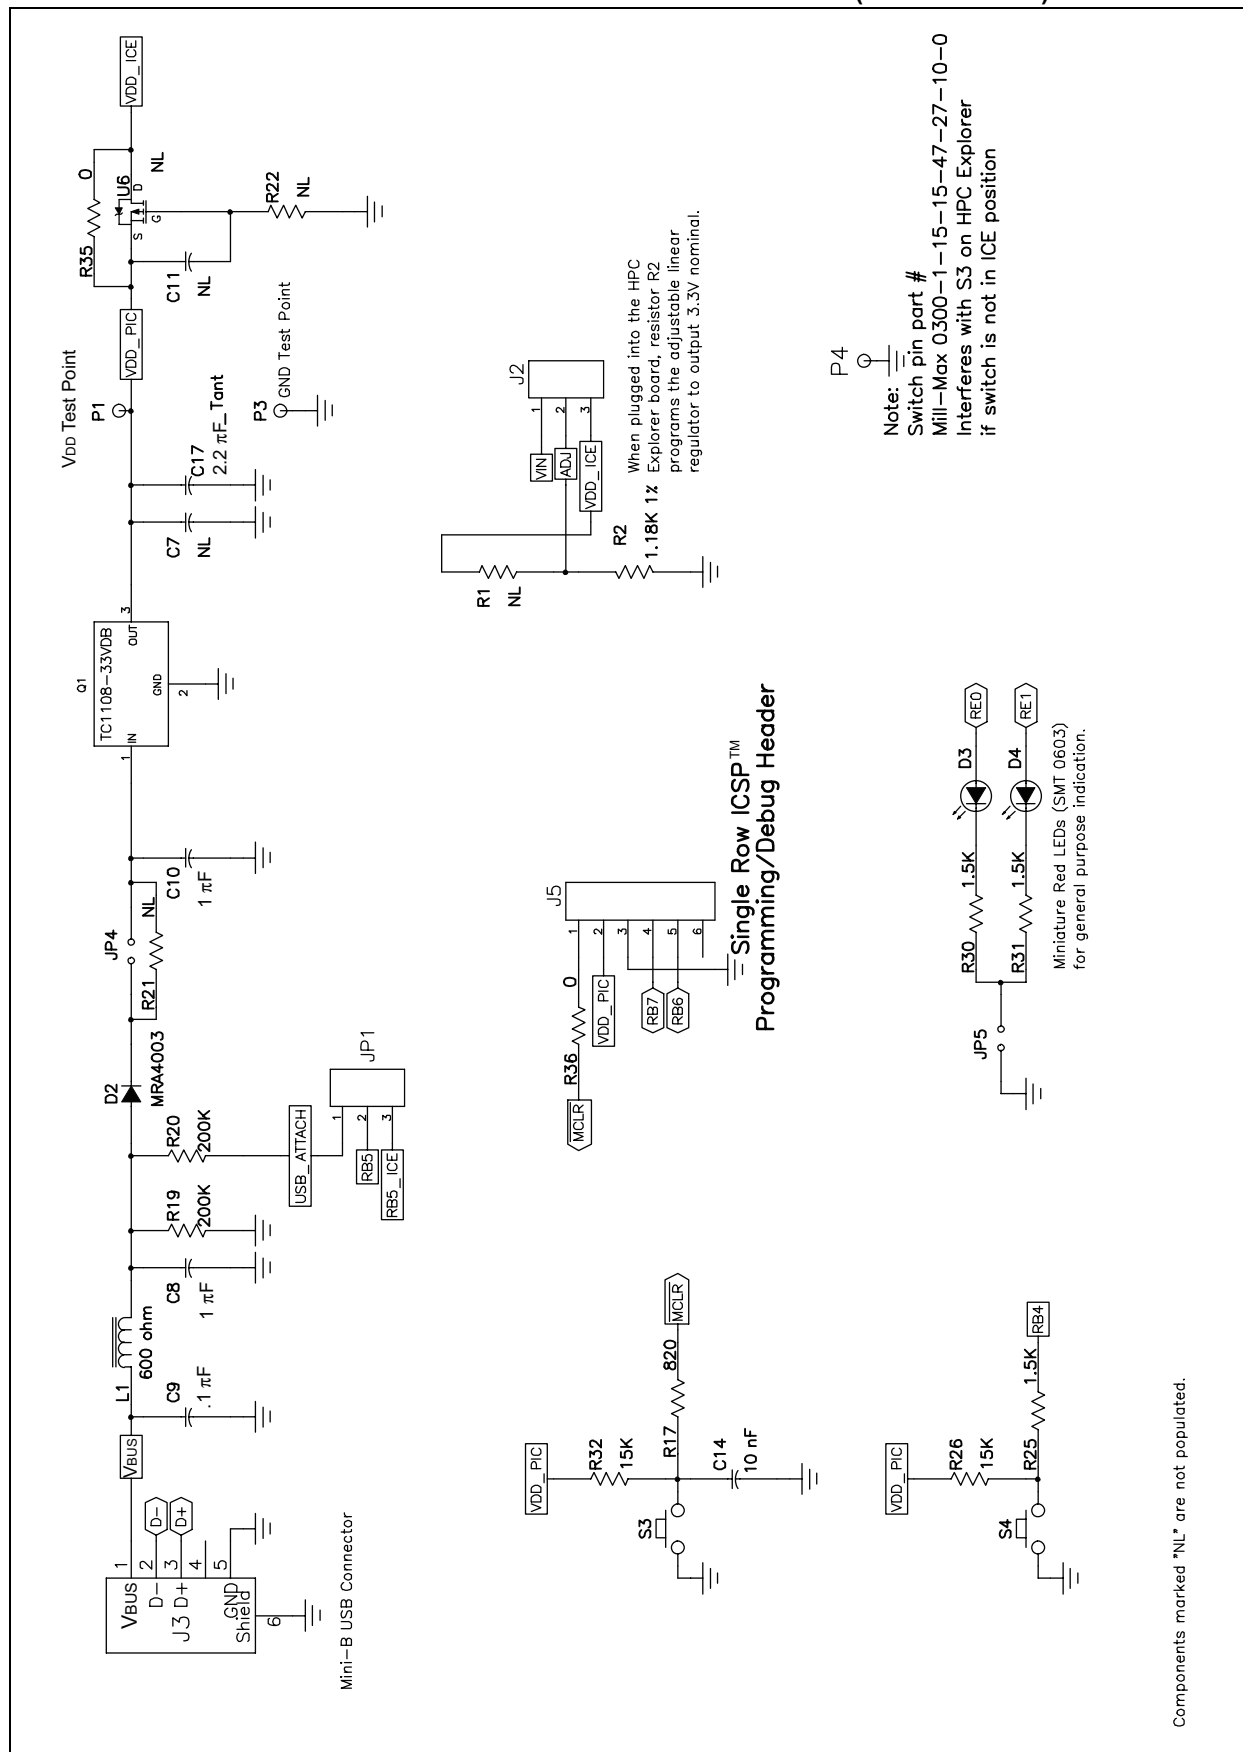 Mini-B USB Connector
J3
VBUS
D-
D+
GND
Shield
1
2
3
4
5
6
D-
D+
VBUS
C9
.1 πF
L1
600 ohm
C8
1 πF
R19
200K
R20
200K
USB_ATTACH
RB5
RB5_ICE
1
2
3
JP1
D2
MRA4003
JP4
R21
NL
C10
1 πF
Q1
TC1108-33VDB
IN
OUT
GND
1
3
2
C7
NL
C17
2.2 πF_Tant
VDD Test Point
P1
P3
GND Test Point
VDD_PIC
R35
0
U6
S
D
G
NL
C11
NL
R22
NL
VDD_ICE
R1
NL
R2
1.18K 1%
VIN
ADJ
VDD_ICE
1
2
3
J2
When plugged into the HPC
Explorer board, resistor R2
programs the adjustable linear
regulator to output 3.3V nominal.
MCLR
R36
0
VDD_PIC
RB7
RB6
1
2
3
4
5
6
J5
Single Row ICSP™
Programming/Debug Header
P4
Note:
Switch pin part #
Mill-Max 0300-1-15-15-47-27-10-0
Interferes with S3 on HPC Explorer
if switch is not in ICE position
VDD_PIC
R32
15K
S3
R17
820
MCLR
C14
10 nF
VDD_PIC
R26
15K
S4
R25
1.5K
RB4
JP5
R30
1.5K
D3
RE0
R31
1.5K
D4
RE1
Miniature Red LEDs (SMT 0603)
for general purpose indication.
Components marked "NL" are not populated.